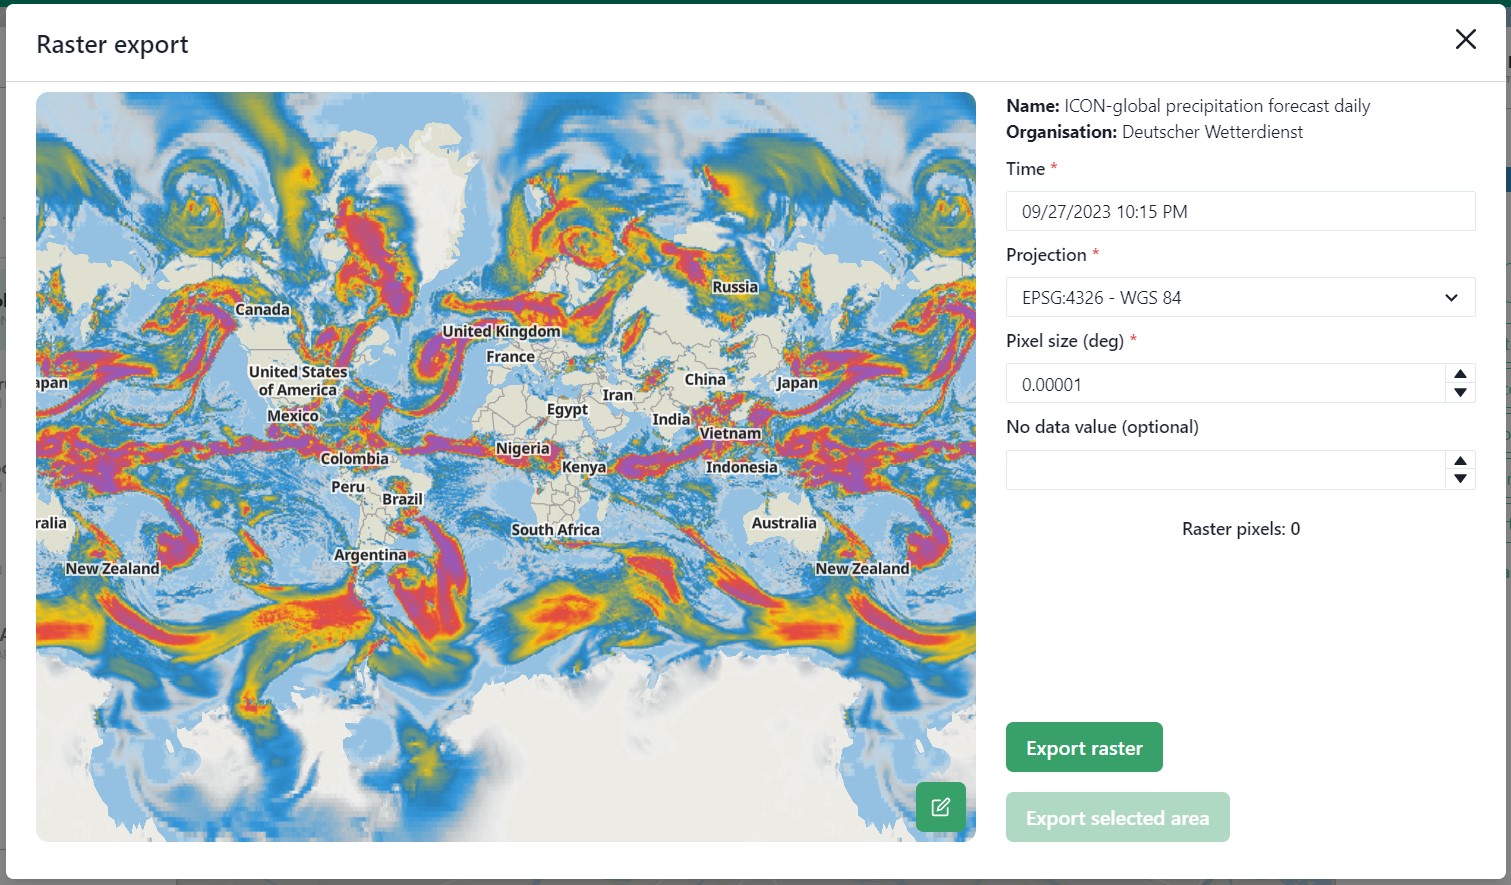 Raster export
Name: ICON-global precipitation forecast daily
Organisation: Deutscher Wetterdienst
Time *
09/27/2023 10:15 PM
Projection *
EPSG:4326 - WGS 84
Pixel size (deg) *
0.00001
No data value (optional)
Raster pixels: 0
Export raster
Export selected area
Russia
Canada
United Kingdom
France
United States
of America
China
Japan
apan
Iran
Mexico
Egypt
India
Vietnam
Nigeria
Colombia
Kenya
Indonesia
Peru
Brazil
ralia
South Africa
Australia
Argentina
New Zealand
New Zealand